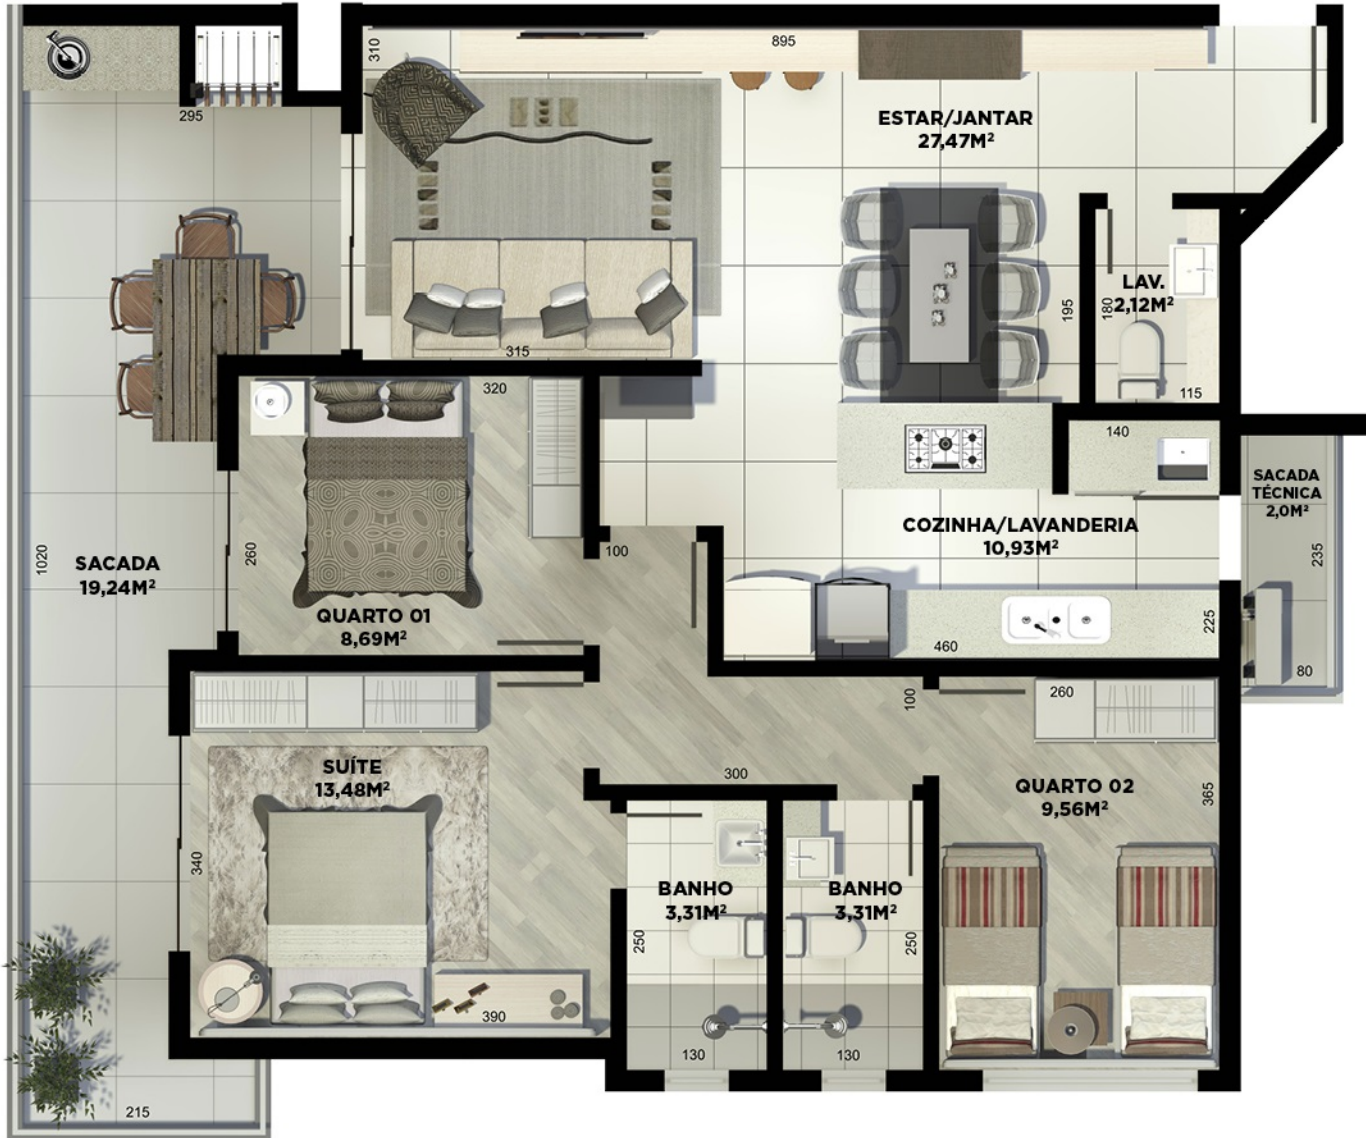 310
895
ESTAR/JANTAR
27,47M²
295
LAV.
2,12M²
180
195
115
315
320
140
SACADA
TÉCNICA
2,0M²
COZINHA/LAVANDERIA
10,93M²
100
260
1020
SACADA
19,24M²
235
QUARTO 01
8,69M²
225
460
80
100
260
SUÍTE
13,48M²
300
QUARTO 02
9,56M²
365
340
BANHO
3,31M²
BANHO
3,31M²
250
250
390
130
130
215